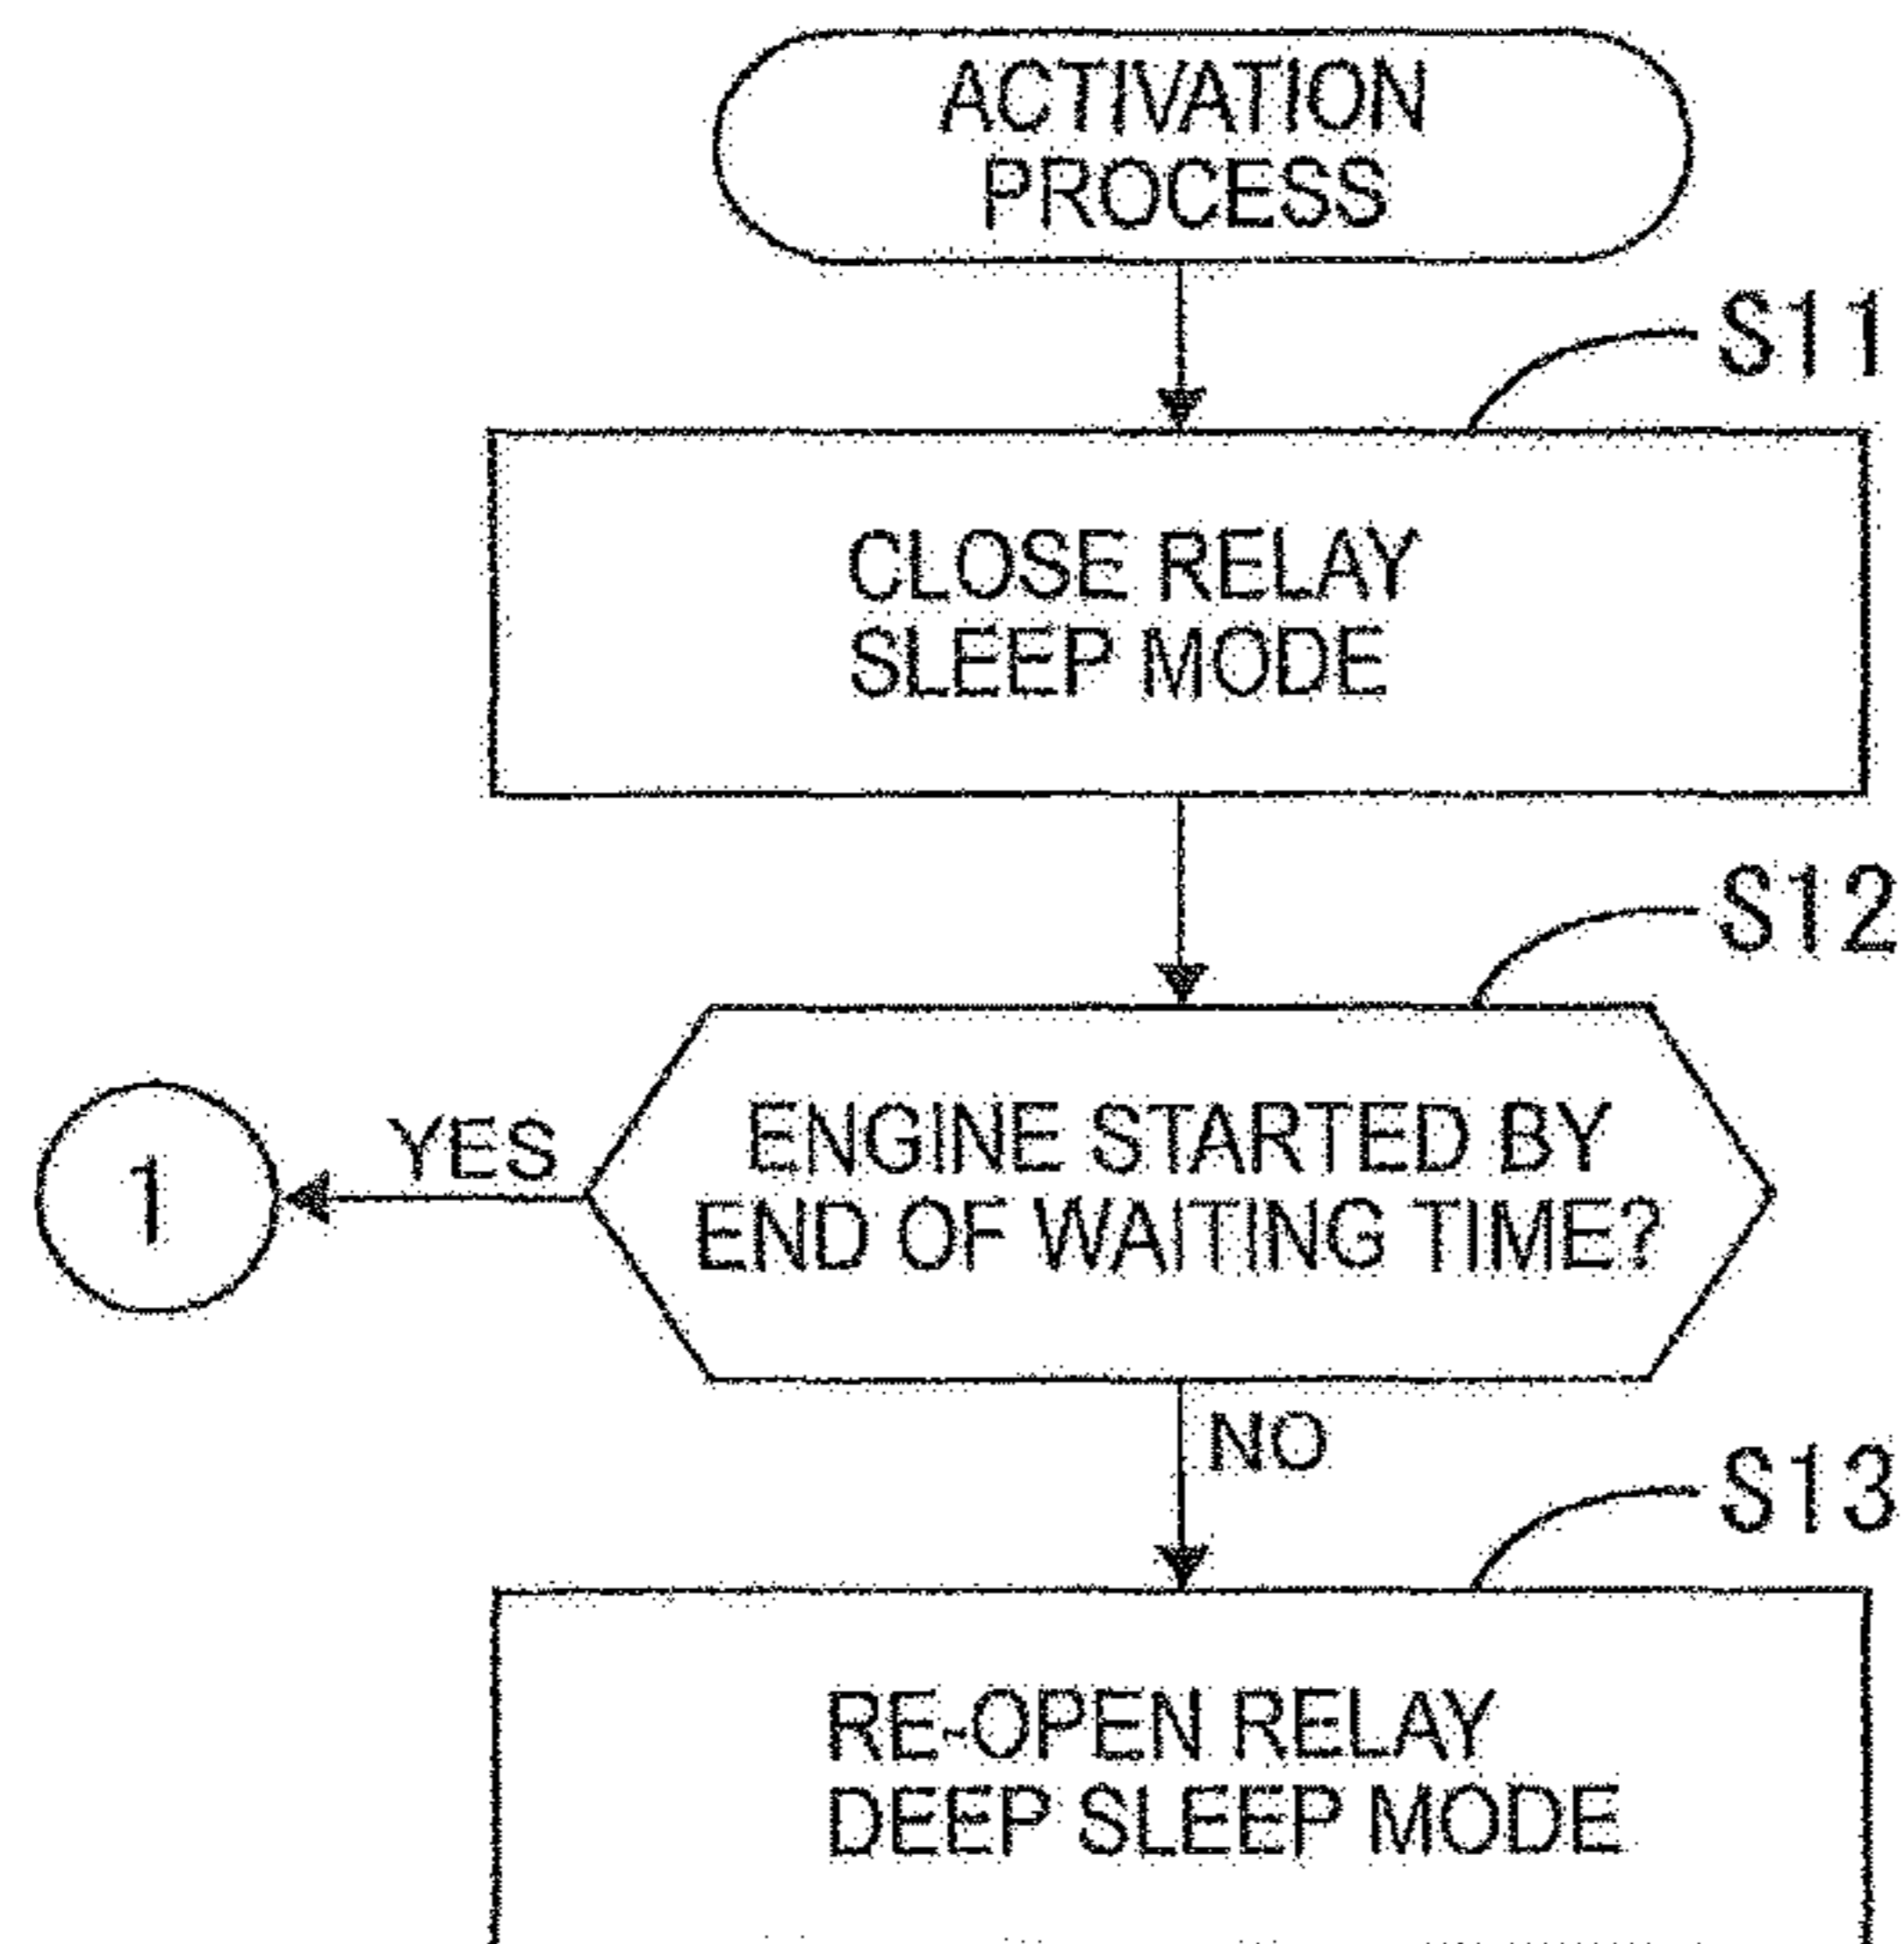 ACTIVATION
PROCESS
S11
CLOSE RELAY
SLEEP MODE
S12
ENGINE STARTED BY
END OF WAITING TIME?
YES
1
NO
S13
RE-OPEN RELAY
DEEP SLEEP MODE